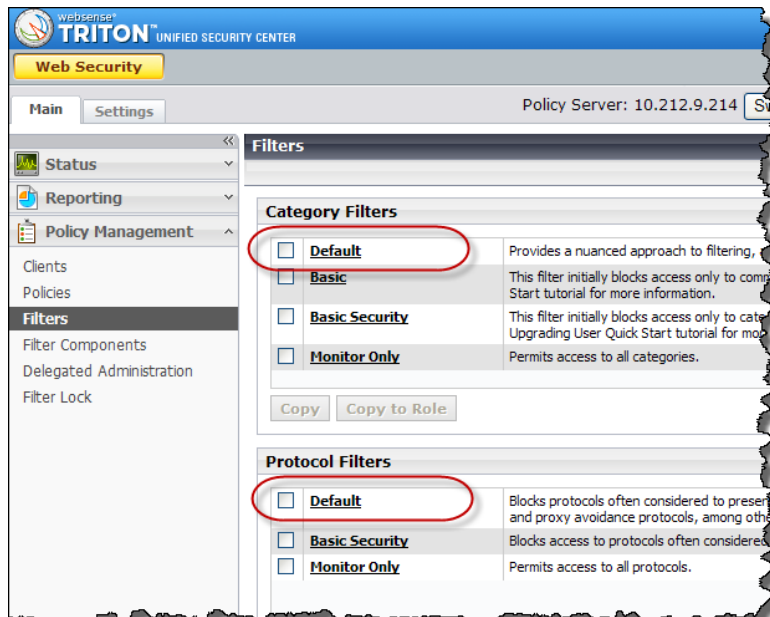 websense®
TRITON™ UNIFIED SECURITY CENTER
Web Security
Main
Settings
Policy Server: 10.212.9.214
«
Filters
Status
Reporting
Policy Management
Clients
Policies
Filters
Filter Components
Delegated Administration
Filter Lock
Category Filters
Default
Provides a nuanced approach to filtering,
Basic
This filter initially blocks access only to
Start tutorial for more information.
Basic Security
This filter initially blocks access only to
Upgrading User Quick Start tutorial for
Monitor Only
Permits access to all categories.
Copy
Copy to Role
Protocol Filters
Default
Blocks protocols often considered to
and proxy avoidance protocols, among
Basic Security
Blocks access to protocols often considered
Monitor Only
Permits access to all protocols.